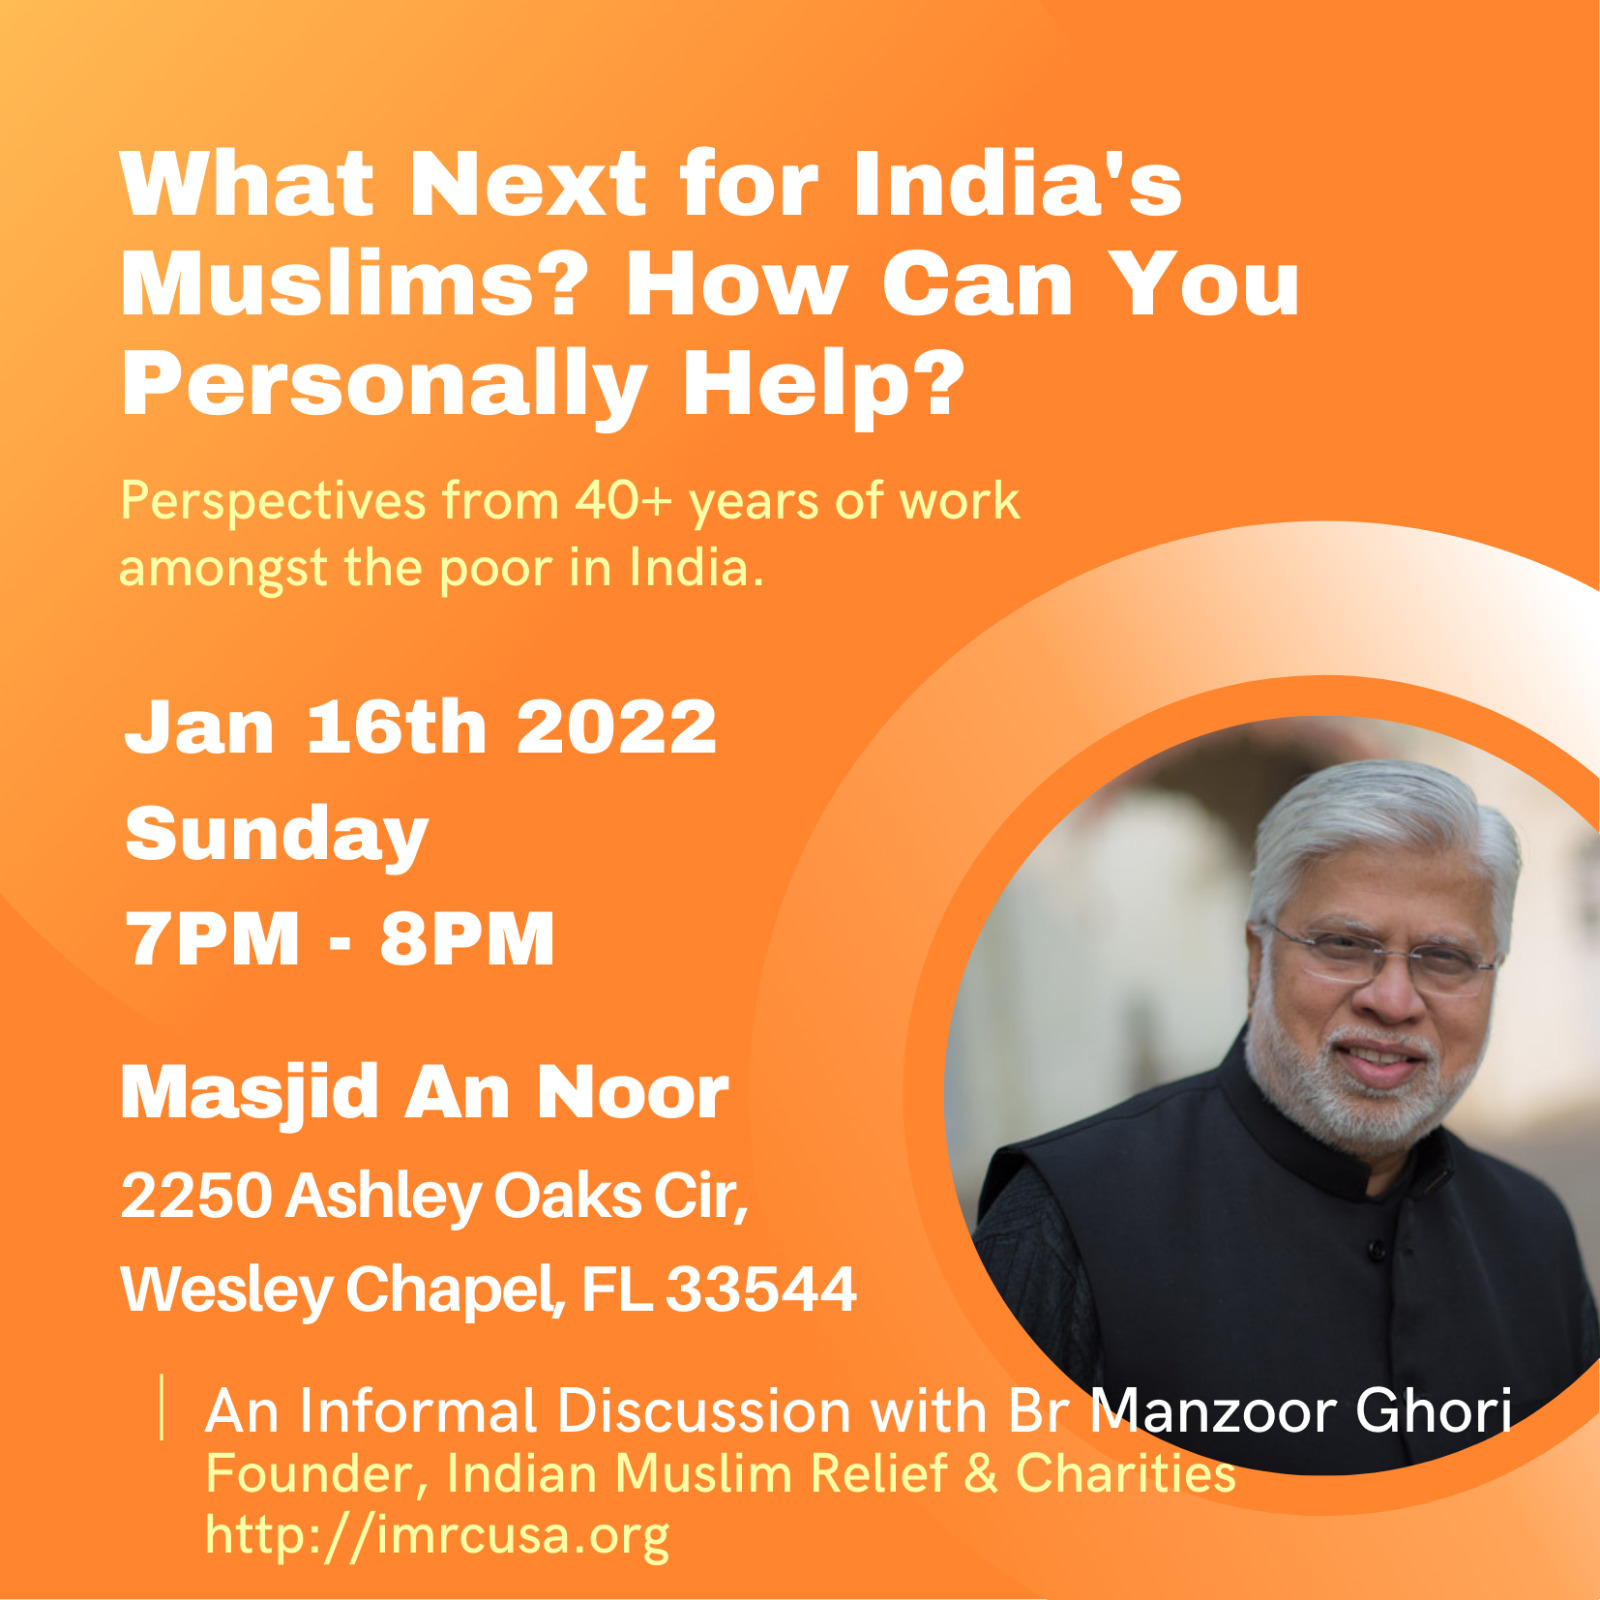 What Next for India's
Muslims? How Can You
Personally Help?
Perspectives from 40+ years of work
amongst the poor in India.
Jan 16th 2022
Sunday
7PM - 8PM
Masjid An Noor
2250 Ashley Oaks Cir,
Wesley Chapel, FL 33544
An Informal Discussion with Br Manzoor Ghori
Founder, Indian Muslim Relief & Charities
http://imrcusa.org